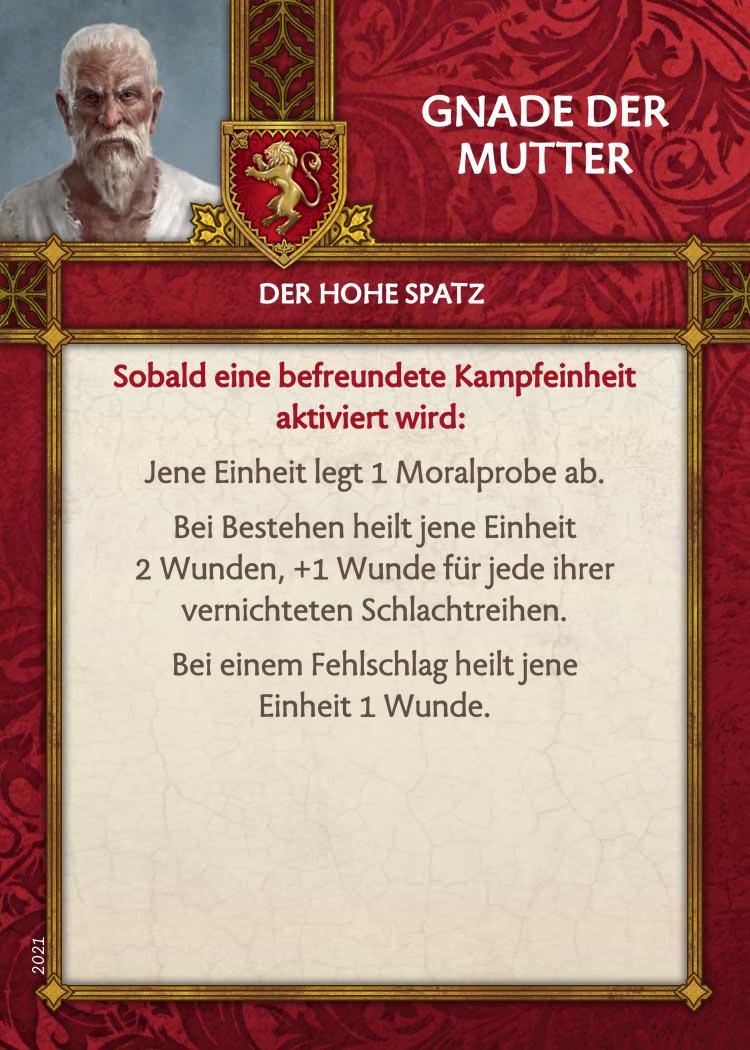 GNADE DER
MUTTER
DER HOHE SPATZ
Sobald eine befreundete Kampfeinheit
aktiviert wird:
Jene Einheit legt 1 Moralprobe ab.
Bei Bestehen heilt jene Einheit
2 Wunden, +1 Wunde für jede ihrer
vernichteten Schlachtreihen.
Bei einem Fehlschlag heilt jene
Einheit 1 Wunde.
2021